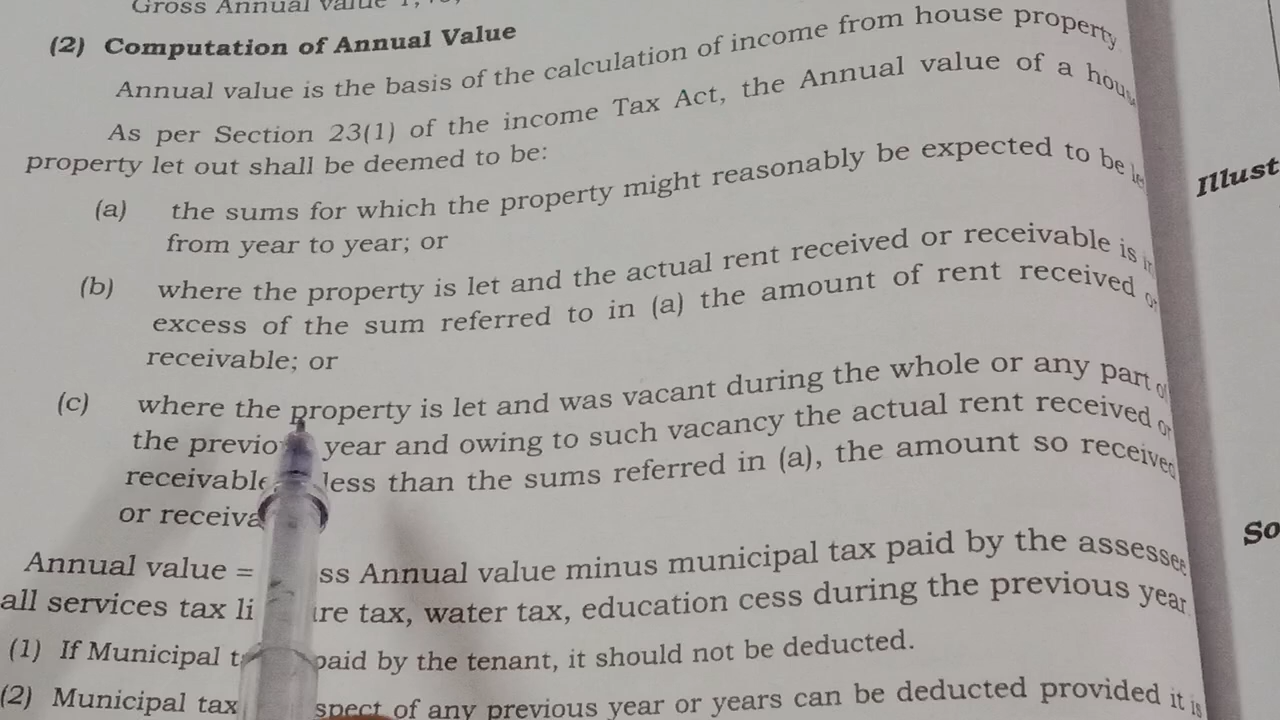 Gross Annual Value
(2) Computation of Annual Value
Annual value is the basis of the calculation of income from house property
As per Section 23(1) of the income Tax Act, the Annual value of a
property let out shall be deemed to be:
(a) the sums for which the property might reasonably be expected to be
from year to year; or
(b) where the property is let and the actual rent received or receivable is
excess of the sum referred to in (a) the amount of rent received
receivable; or
(c) where the property is let and was vacant during the whole or any part
the year and owing to such vacancy the actual rent received or
less than the sums referred in (a), the amount so received
or
Annual value = Annual value minus municipal tax paid by the assessee
all services tax tax, water tax, education cess during the previous year
(1) If Municipal paid by the tenant, it should not be deducted.
(2) Municipal tax of any previous year or years can be deducted provided it is
Illust
So